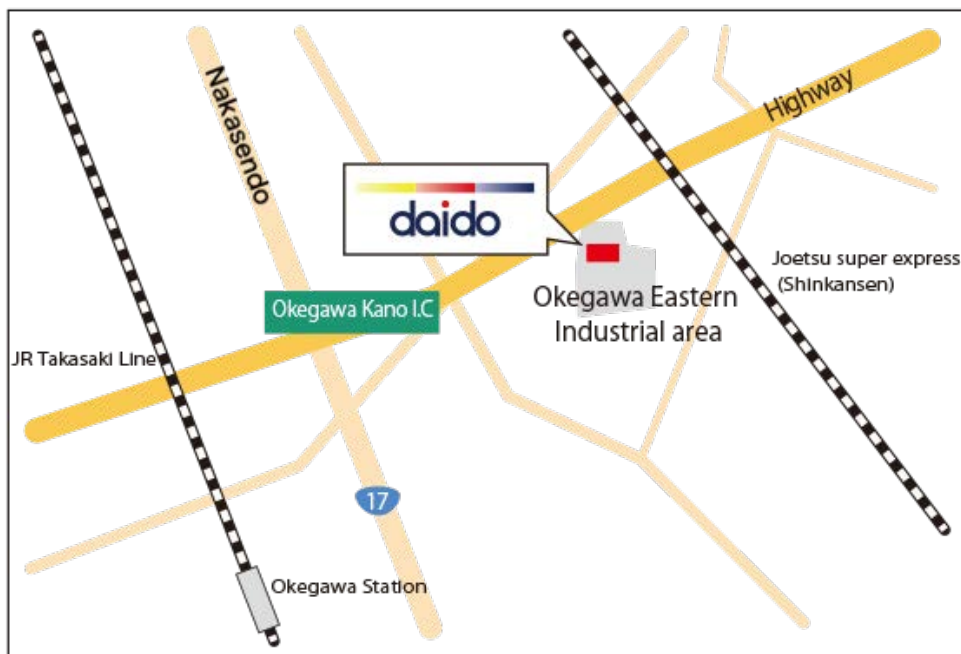 Nakasendo
Highway
daido
Joetsu super express
(Shinkansen)
Okegawa Kano I.C
Okegawa Eastern
Industrial area
JR Takasaki Line
17
Okegawa Station